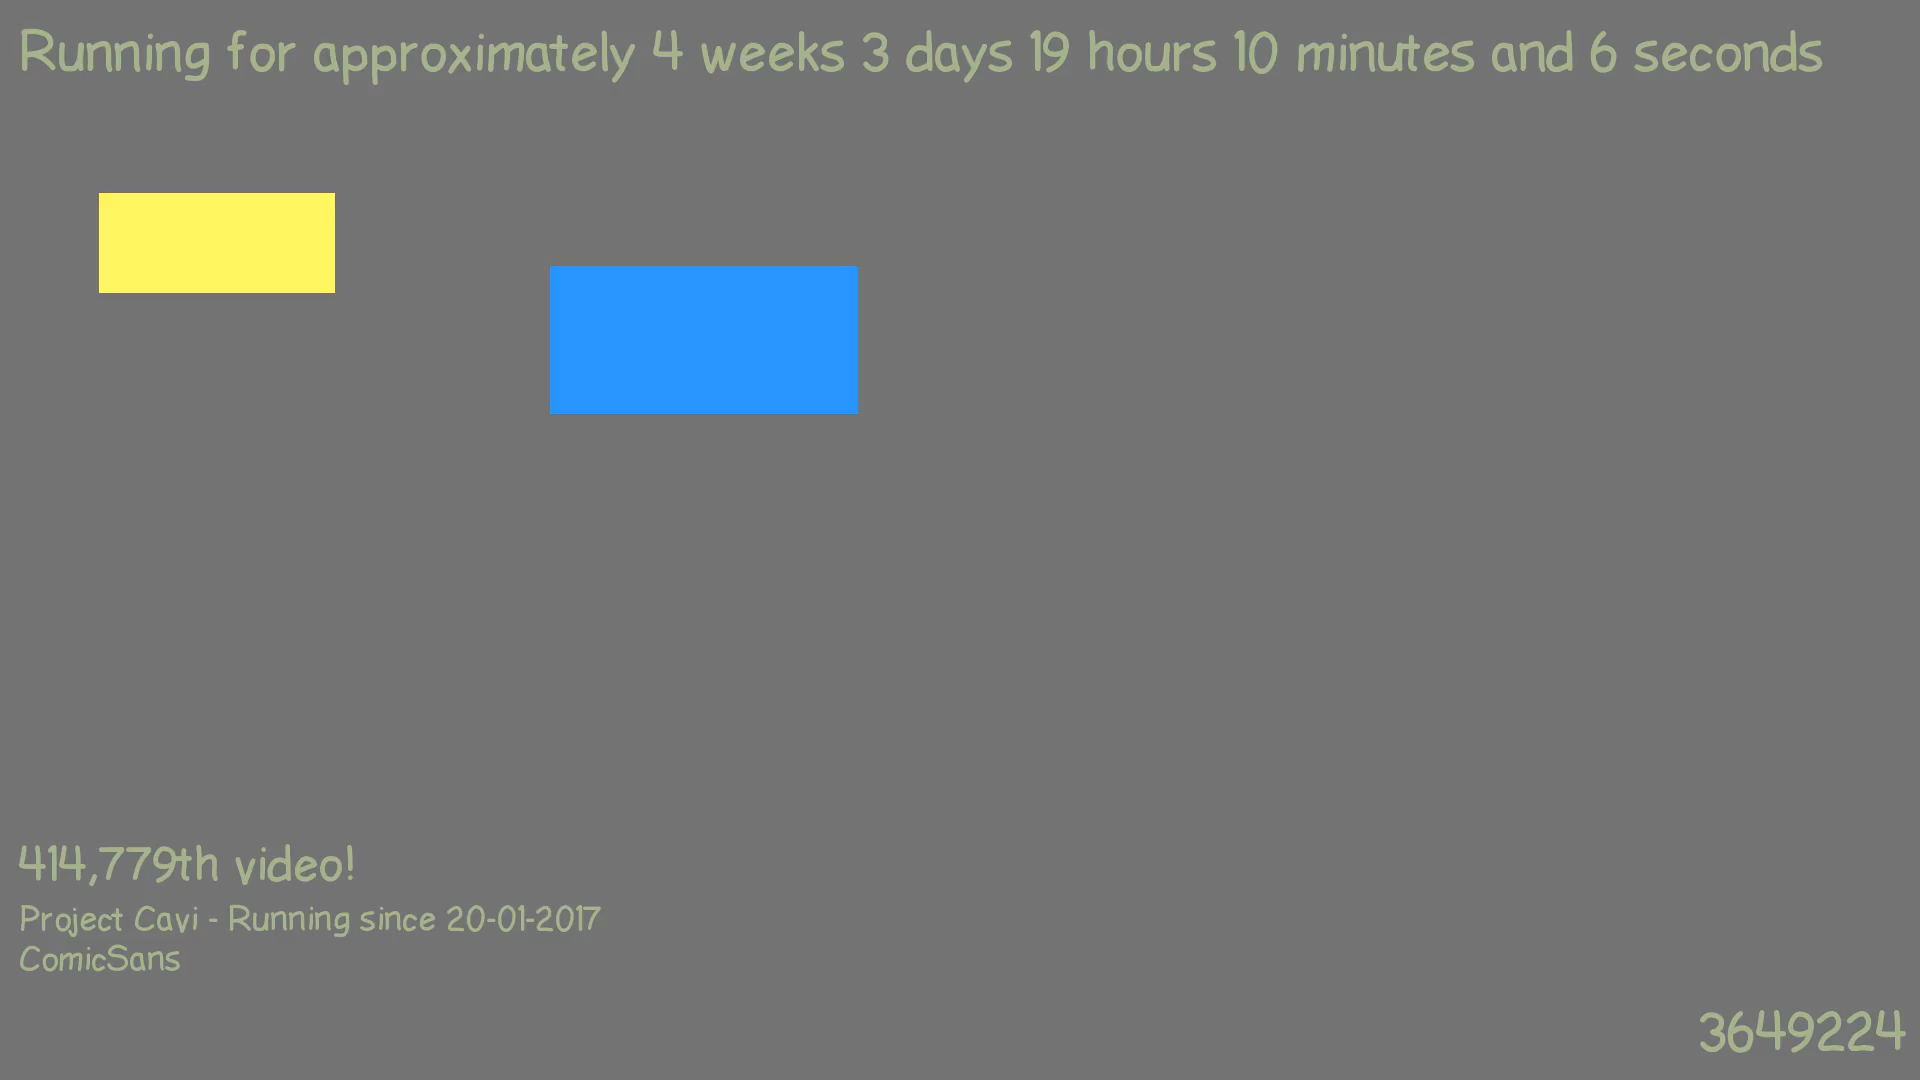 Running for approximately 4 weeks 3 days 19 hours 10 minutes and 6 seconds
414,779th video!
Project Cavi - Running since 20-01-2017
ComicSans
3649224